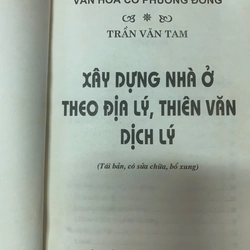 VĂN HÓA CỔ PHƯƠNG ĐÔNG
TRẦN VĂN TAM
XÂY DỰNG NHÀ Ở
THEO ĐỊA LÝ, THIÊN VĂN
DỊCH LÝ
(Tái bản, có sửa chữa, bổ xung)